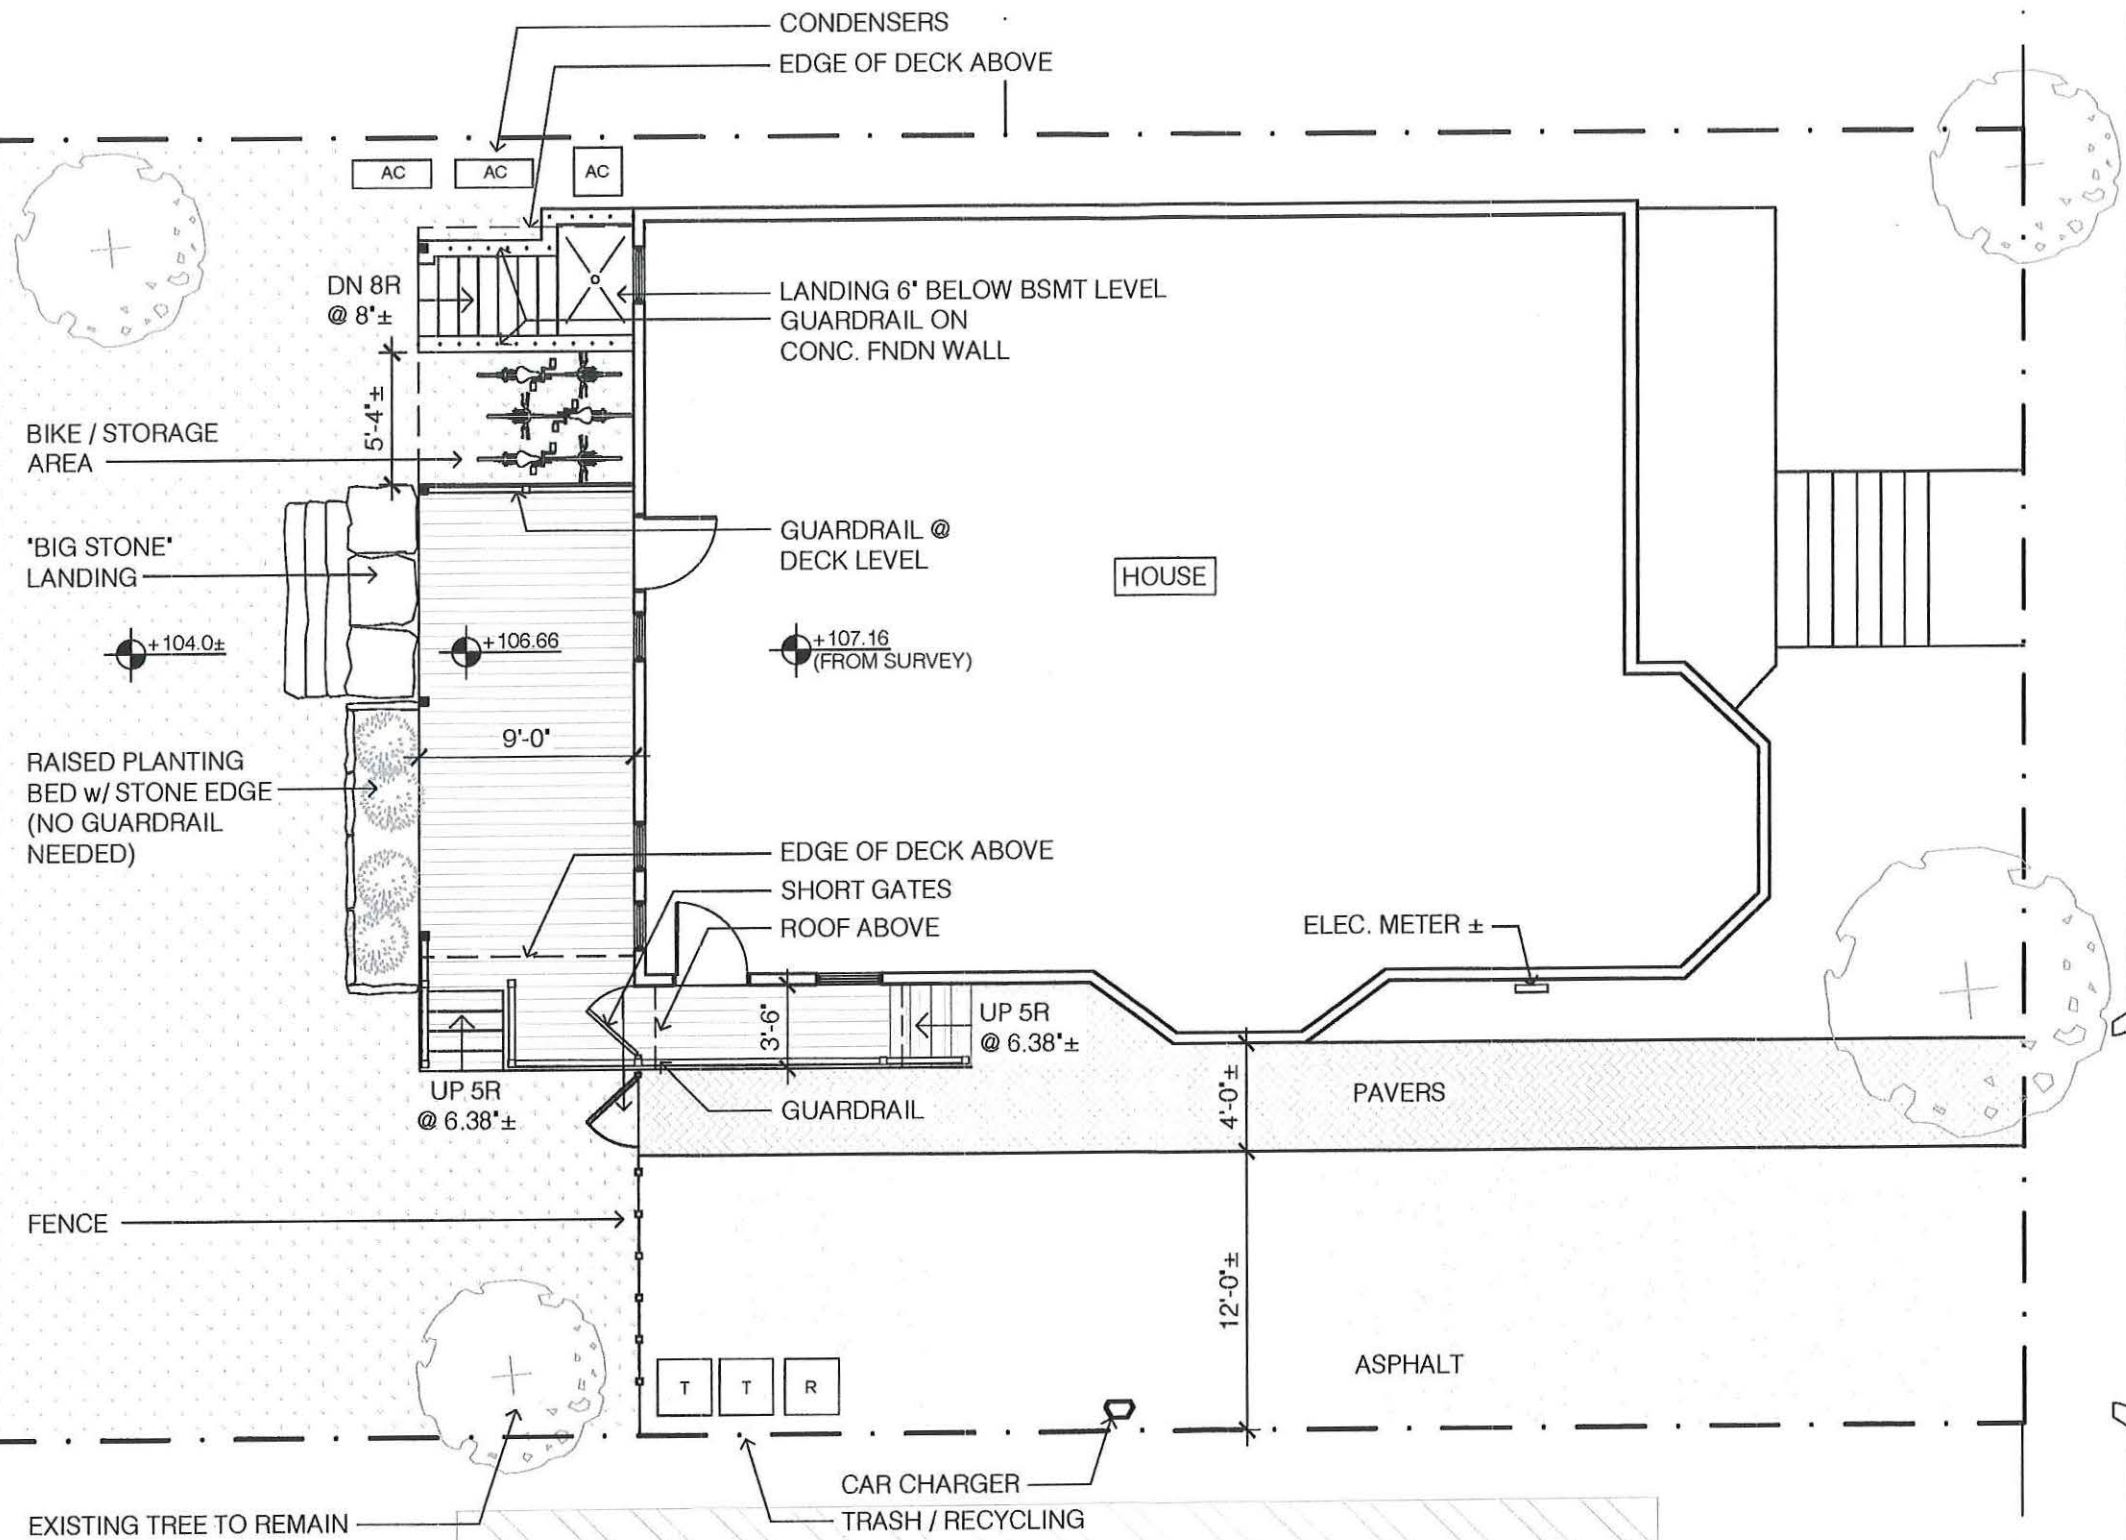 CONDENSERS
EDGE OF DECK ABOVE
AC
AC
AC
DN 8R
@ 8"±
LANDING 6" BELOW BSMT LEVEL
GUARDRAIL ON
CONC. FNDN WALL
5'-4"±
BIKE / STORAGE
AREA
"BIG STONE"
LANDING
GUARDRAIL @
DECK LEVEL
HOUSE
+104.0±
+106.66
+107.16
(FROM SURVEY)
9'-0"
RAISED PLANTING
BED w/ STONE EDGE
(NO GUARDRAIL
NEEDED)
EDGE OF DECK ABOVE
SHORT GATES
ROOF ABOVE
ELEC. METER ±
3'-6"
UP 5R
@ 6.38"±
UP 5R
@ 6.38"±
GUARDRAIL
4'-0"±
PAVERS
FENCE
12'-0"±
ASPHALT
T
T
R
CAR CHARGER
TRASH / RECYCLING
EXISTING TREE TO REMAIN